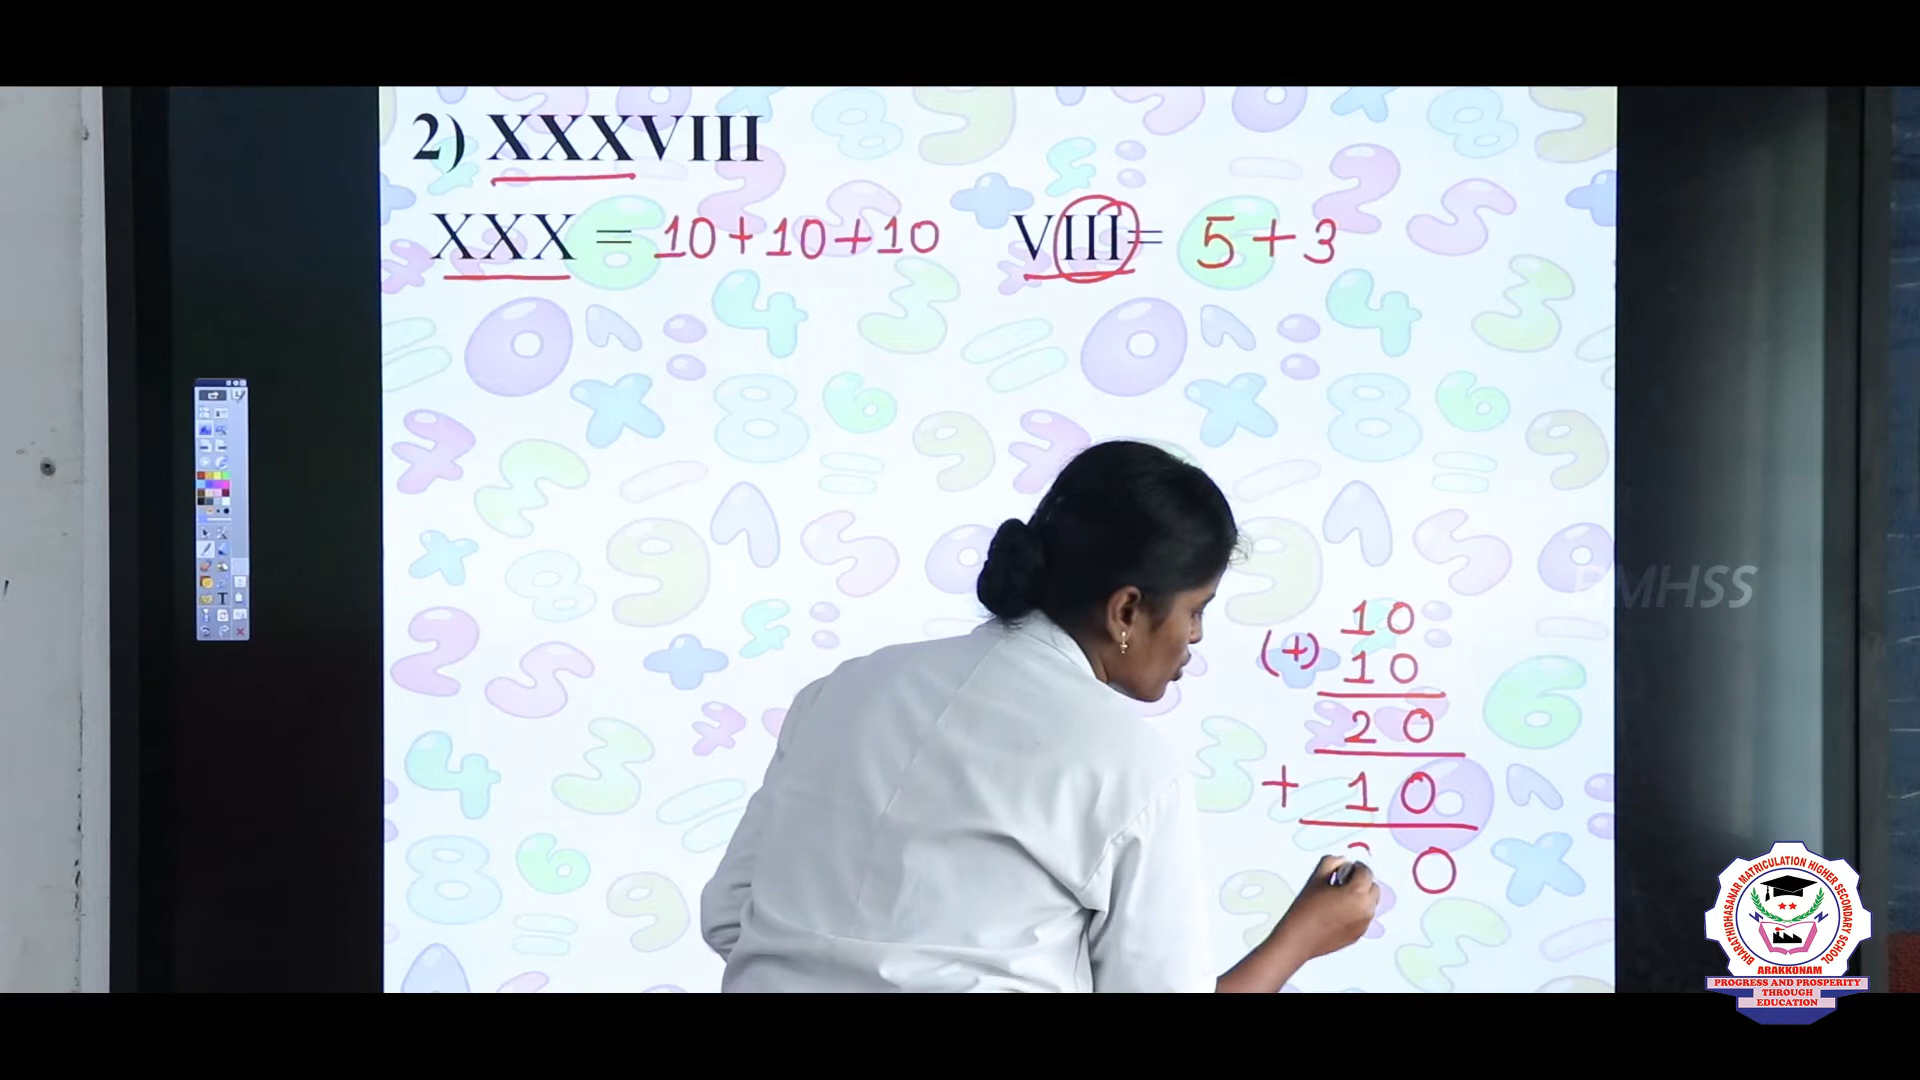 2) XXXVIII
XXX = 10+10+10 VIII = 5+3
10
(+) 10
20
+ 10
0
BMHSS
BHARATHIDHASANAR MATRICULATION HIGHER SECONDARY SCHOOL
ARAKKONAM
PROGRESS AND PROSPERITY
THROUGH
EDUCATION